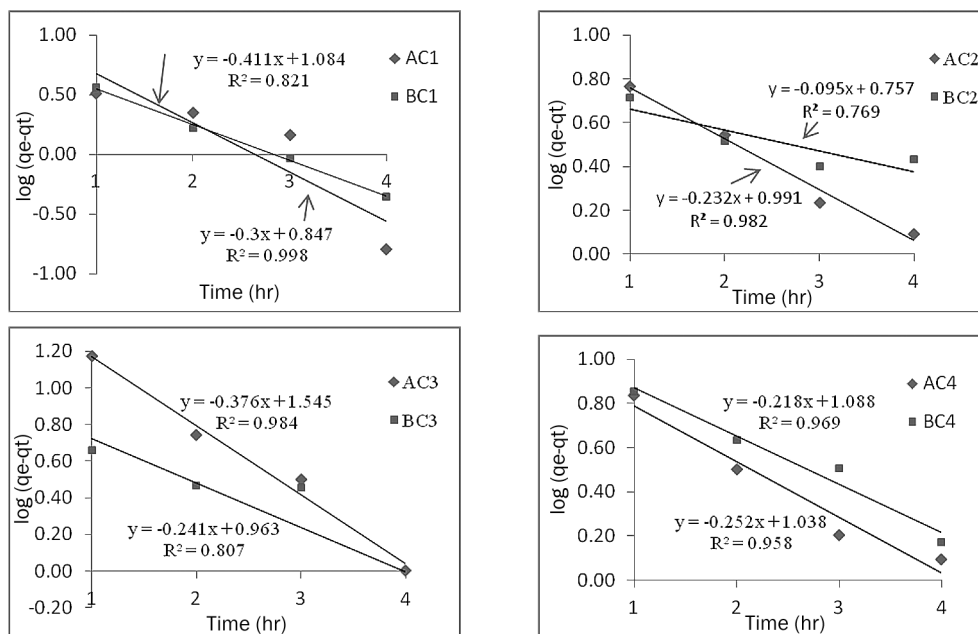 1.00
y = -0.411x+1.084
R² = 0.821
AC1
BC1
0.50
0.00
-0.50
-1.00
log (qe-qt)
1
2
3
4
y = -0.3x + 0.847
R² = 0.998
Time (hr)
1.00
0.80
0.60
0.40
0.20
0.00
log (qe-qt)
AC2
BC2
y = -0.095x + 0.757
R² = 0.769
y = -0.232x + 0.991
R² = 0.982
1
2
3
4
Time (hr)
1.20
1.00
0.80
0.60
0.40
0.20
0.00
-0.20
log (qe-qt)
AC3
BC3
y = -0.376x + 1.545
R² = 0.984
y = -0.241x + 0.963
R² = 0.807
1
2
3
4
Time (hr)
1.00
0.80
0.60
0.40
0.20
0.00
log (qe-qt)
AC4
BC4
y = -0.218x + 1.088
R² = 0.969
y = -0.252x + 1.038
R² = 0.958
1
2
3
4
Time (hr)